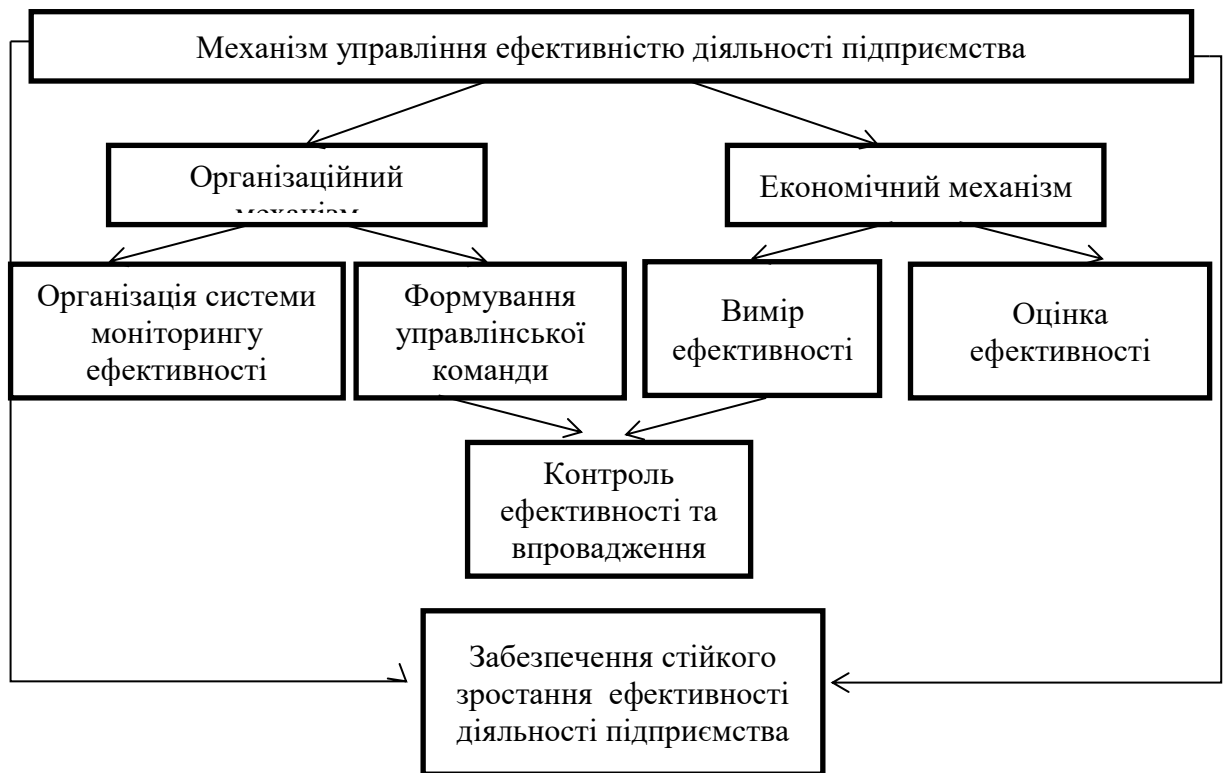 Механізм управління ефективністю діяльності підприємства
Організаційний
механізм
Економічний механізм
Організація системи
моніторингу
ефективності
Формування
управлінської
команди
Вимір
ефективності
Оцінка
ефективності
Контроль
ефективності та
впровадження
Забезпечення стійкого
зростання ефективності
діяльності підприємства